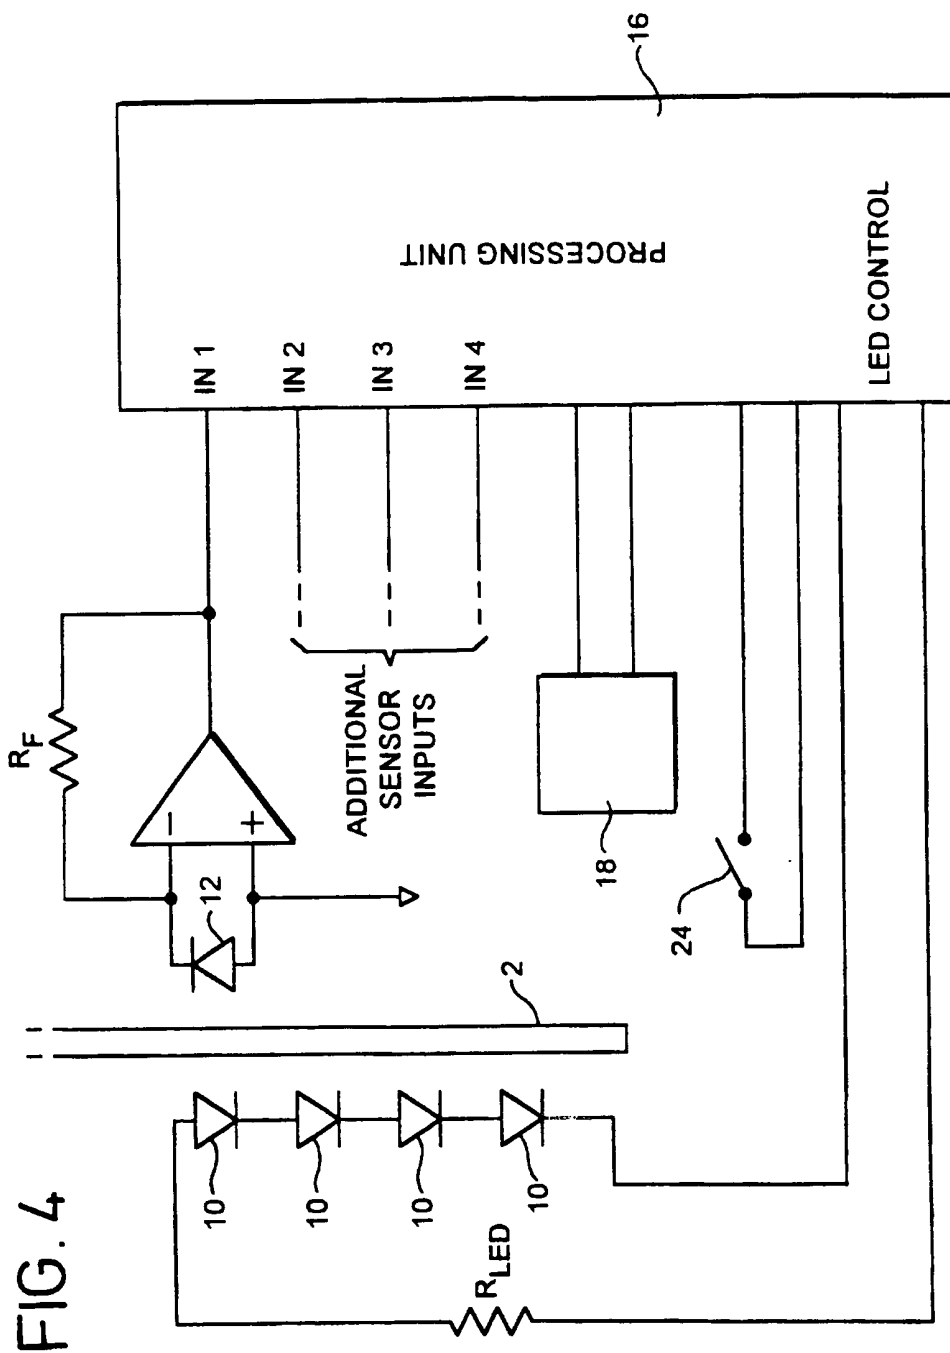 FIG. 4
R_F
12
ADDITIONAL
SENSOR
INPUTS
IN 1
IN 2
IN 3
IN 4
PROCESSING UNIT
LED CONTROL
16
18
24
2
10
10
10
10
R_LED